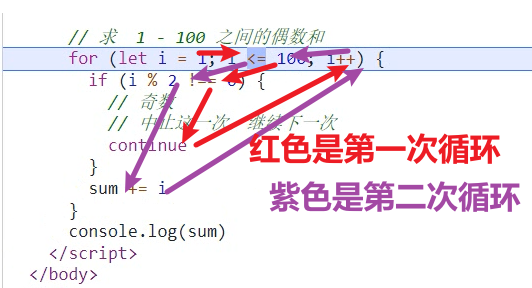 // 求 1 - 100 之间的偶数和
for (let i = 1; i <= 100; i++) {
if (i % 2 !== 0) {
// 奇数
// 中止这一次 继续下一次
continue
红色是第一次循环
}
紫色是第二次循环
sum += i
}
console.log(sum)
</script>
</body>